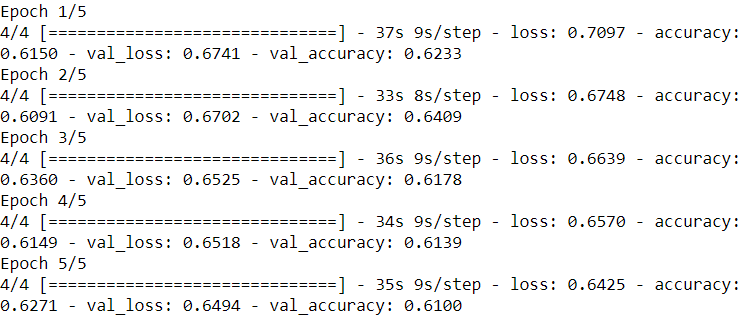 Epoch 1/5
4/4 [==============================] - 37s 9s/step - loss: 0.7097 - accuracy:
0.6150 - val_loss: 0.6741 - val_accuracy: 0.6233
Epoch 2/5
4/4 [==============================] - 33s 8s/step - loss: 0.6748 - accuracy:
0.6091 - val_loss: 0.6702 - val_accuracy: 0.6409
Epoch 3/5
4/4 [==============================] - 36s 9s/step - loss: 0.6639 - accuracy:
0.6360 - val_loss: 0.6525 - val_accuracy: 0.6178
Epoch 4/5
4/4 [==============================] - 34s 9s/step - loss: 0.6570 - accuracy:
0.6149 - val_loss: 0.6518 - val_accuracy: 0.6139
Epoch 5/5
4/4 [==============================] - 35s 9s/step - loss: 0.6425 - accuracy:
0.6271 - val_loss: 0.6494 - val_accuracy: 0.6100